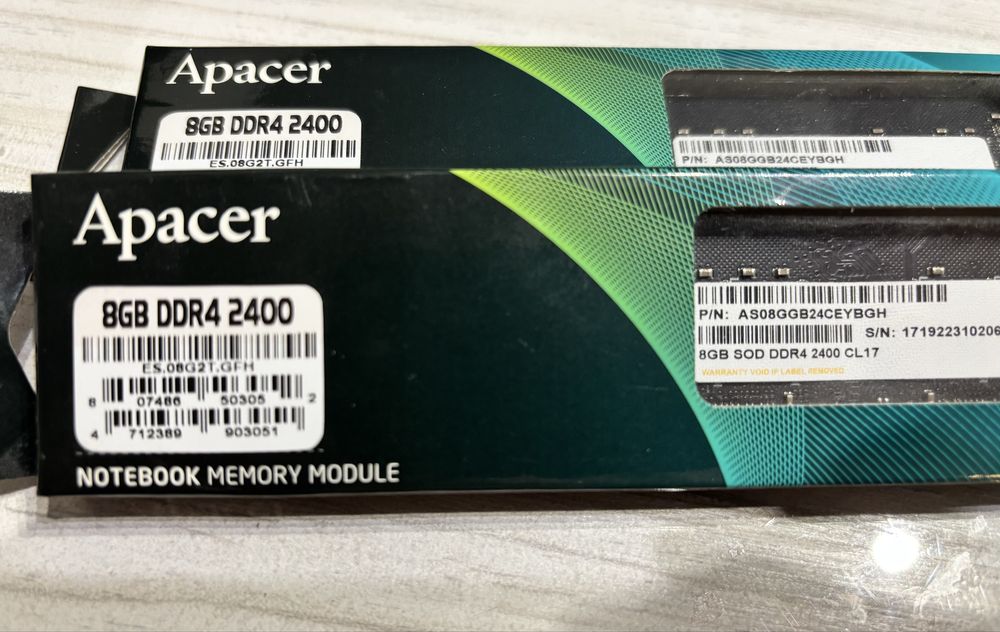 Apacer
8GB DDR4 2400
ES.08G2T.GFH
P/N: AS08GGB24CEYBGH
Apacer
8GB DDR4 2400
ES.08G2T.GFH
8 07486 50305 2
4 712389 903051
NOTEBOOK MEMORY MODULE
P/N: AS08GGB24CEYBGH
S/N: 171922310206
8GB SOD DDR4 2400 CL17
WARRANTY VOID IF LABEL REMOVED